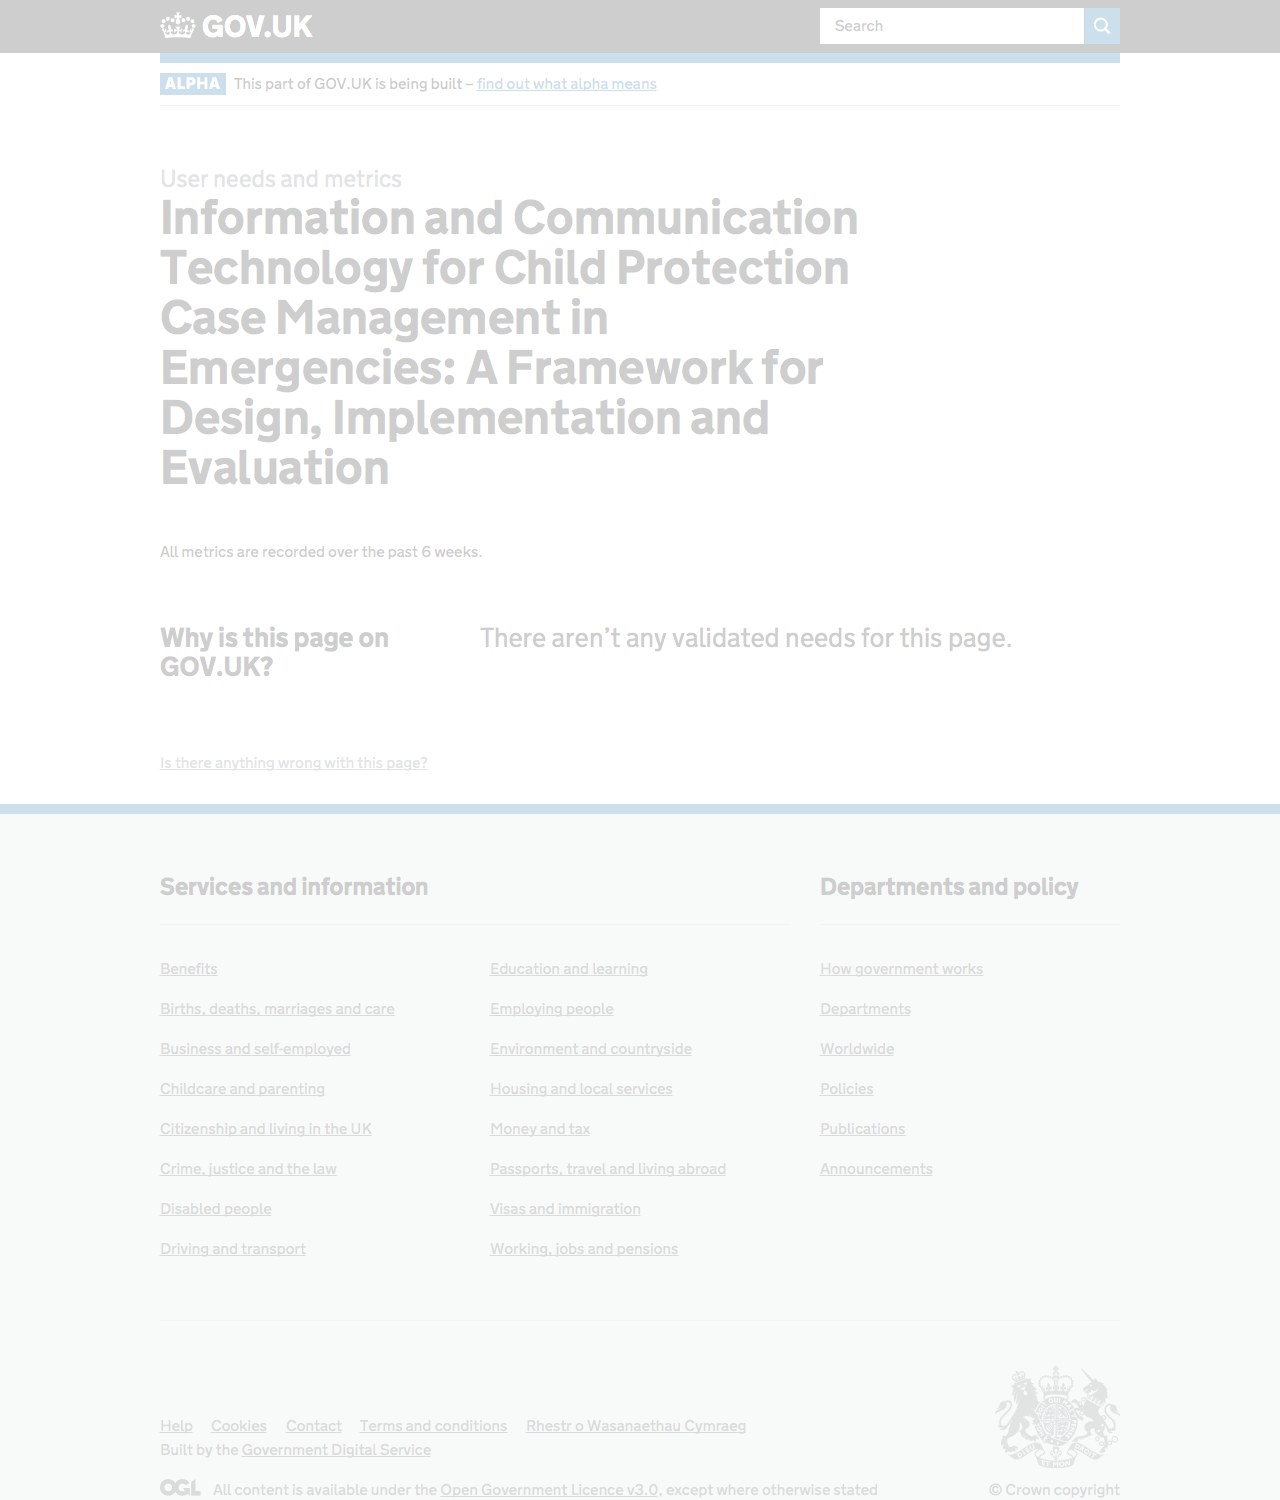 GOV.UK
Search
ALPHA This part of GOV.UK is being built – find out what alpha means
User needs and metrics
Information and Communication
Technology for Child Protection
Case Management in
Emergencies: A Framework for
Design, Implementation and
Evaluation
All metrics are recorded over the past 6 weeks.
Why is this page on
GOV.UK?
There aren’t any validated needs for this page.
Is there anything wrong with this page?
Services and information
Benefits
Births, deaths, marriages and care
Business and self-employed
Childcare and parenting
Citizenship and living in the UK
Crime, justice and the law
Disabled people
Driving and transport
Education and learning
Employing people
Environment and countryside
Housing and local services
Money and tax
Passports, travel and living abroad
Visas and immigration
Working, jobs and pensions
Departments and policy
How government works
Departments
Worldwide
Policies
Publications
Announcements
Help Cookies Contact Terms and conditions Rhestr o Wasanaethau Cymraeg
Built by the Government Digital Service
OGL All content is available under the Open Government Licence v3.0, except where otherwise stated
© Crown copyright